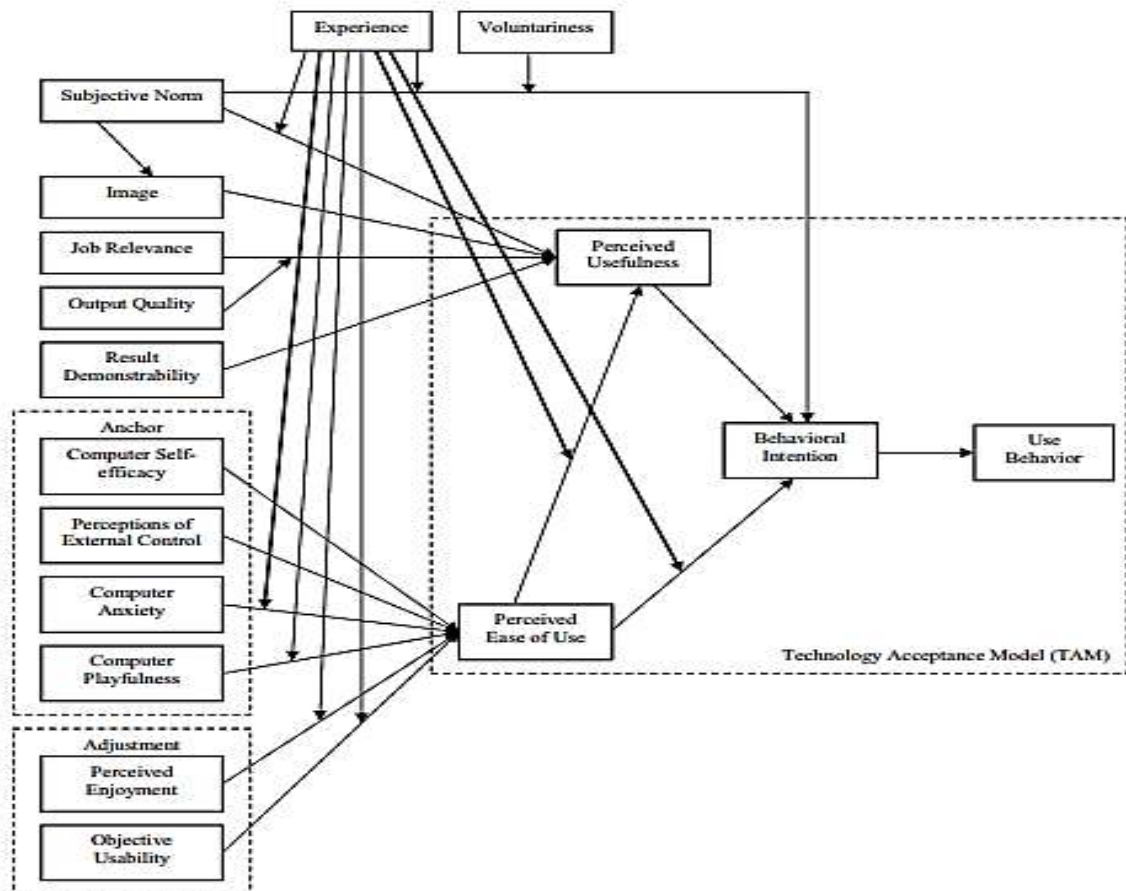 Experience
Voluntariness
Subjective Norm
Image
Job Relevance
Output Quality
Result
Demonstrability
Anchor
Computer Self-
efficacy
Perceptions of
External Control
Computer
Anxiety
Computer
Playfulness
Adjustment
Perceived
Enjoyment
Objective
Usability
Perceived
Usefulness
Perceived
Ease of Use
Behavioral
Intention
Use
Behavior
Technology Acceptance Model (TAM)